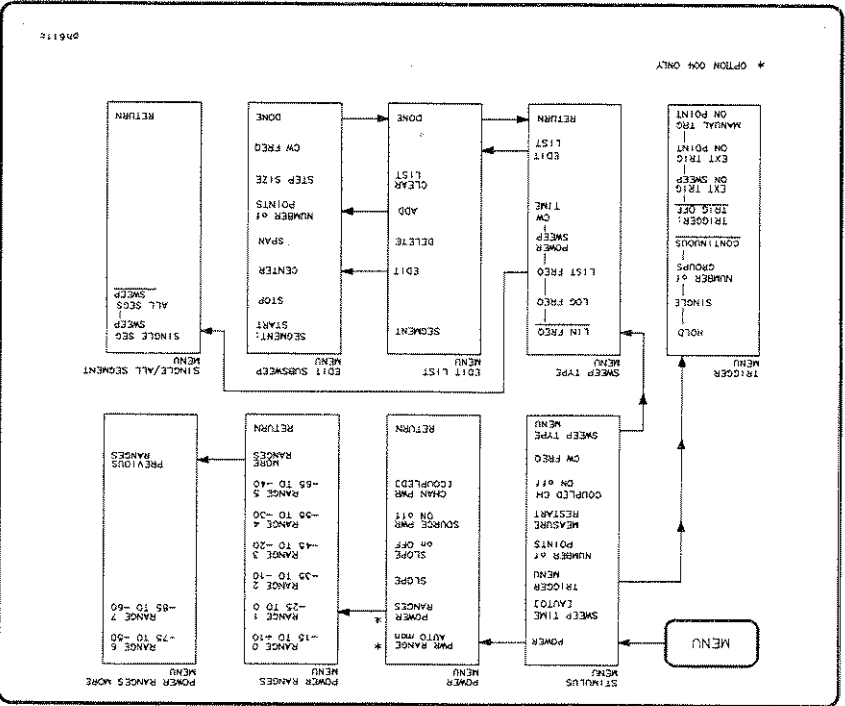 MENU
STIMULUS
MENU
POWER
SWEEP TIME
[AUTO]
TRIGGER
MENU
NUMBER of
POINTS
MEASURE
RESTART
COUPLED CH
ON off
CW FREQ
SWEEP TYPE
MENU
POWER
MENU
PWR RANGE
AUTO man
*
POWER
RANGES
*
SLOPE
SLOPE
on OFF
SOURCE PWR
ON off
CHAN PWR
[COUPLED]
RETURN
POWER RANGES
MENU
RANGE 0
-15 TO +10
RANGE 1
-25 TO 0
RANGE 2
-35 TO -10
RANGE 3
-45 TO -20
RANGE 4
-55 TO -30
RANGE 5
-65 TO -40
MORE
RANGES
RETURN
POWER RANGES MORE
MENU
RANGE 6
-75 TO -50
RANGE 7
-85 TO -60
PREVIOUS
RANGES
TRIGGER
MENU
HOLD
SINGLE
NUMBER of
GROUPS
CONTINUOUS
TRIGGER:
TRIG OFF
EXT TRIG
ON SWEEP
EXT TRIG
ON POINT
MANUAL TRG
ON POINT
SWEEP TYPE
MENU
LIN FREQ
LOG FREQ
LIST FREQ
POWER
SWEEP
CW
TIME
EDIT
LIST
RETURN
EDIT LIST
MENU
SEGMENT
EDIT
DELETE
ADD
CLEAR
LIST
DONE
EDIT SUBSWEEP
MENU
SEGMENT:
START
STOP
CENTER
SPAN
NUMBER of
POINTS
STEP SIZE
CW FREQ
DONE
SINGLE/ALL SEGMENT
MENU
SINGLE SEG
SWEEP
ALL SEGS
SWEEP
RETURN
* OPTION 004 ONLY
ph611c